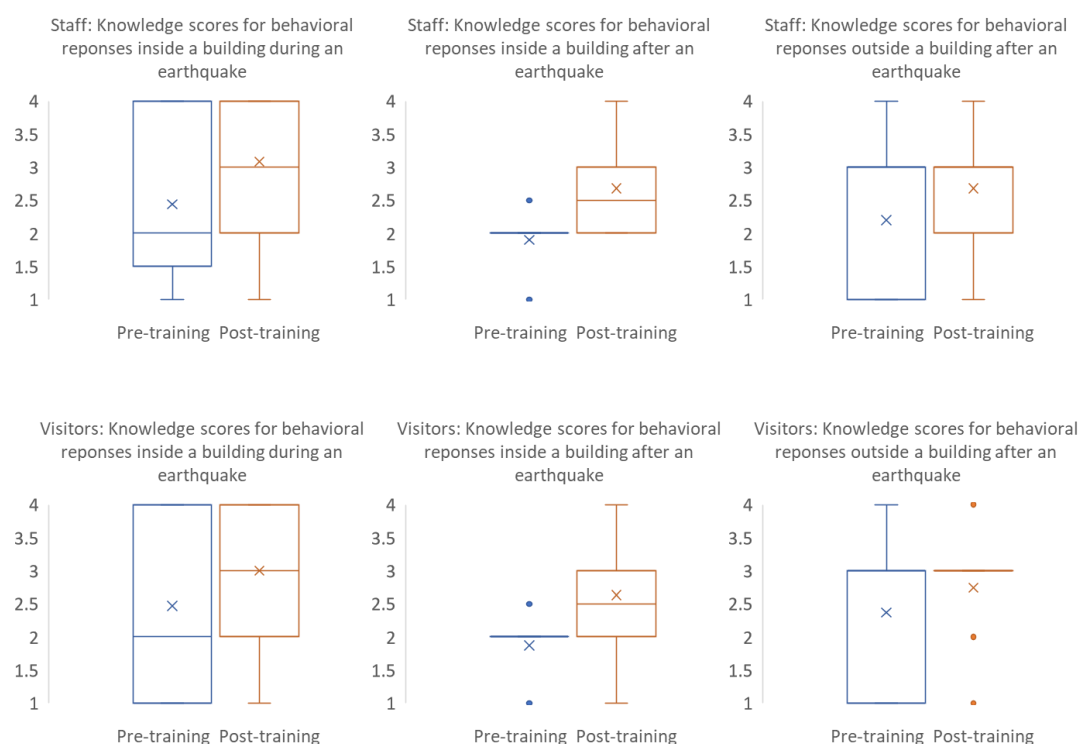 Staff: Knowledge scores for behavioral
reponses inside a building during an
earthquake
4
3.5
3
2.5
2
1.5
1
Pre-training Post-training
Staff: Knowledge scores for behavioral
reponses inside a building after an
earthquake
4
3.5
3
2.5
2
1.5
1
Pre-training Post-training
Staff: Knowledge scores for behavioral
reponses outside a building after an
earthquake
4
3.5
3
2.5
2
1.5
1
Pre-training Post-training
Visitors: Knowledge scores for behavioral
reponses inside a building during an
earthquake
4
3.5
3
2.5
2
1.5
1
Pre-training Post-training
Visitors: Knowledge scores for behavioral
reponses inside a building after an
earthquake
4
3.5
3
2.5
2
1.5
1
Pre-training Post-training
Visitors: Knowledge scores for behavioral
reponses outside a building after an
earthquake
4
3.5
3
2.5
2
1.5
1
Pre-training Post-training